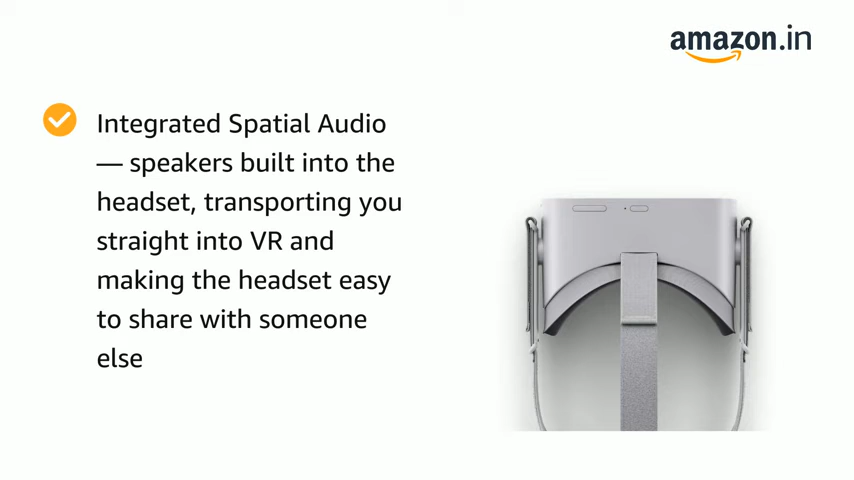 amazon.in
Integrated Spatial Audio
— speakers built into the
headset, transporting you
straight into VR and
making the headset easy
to share with someone
else